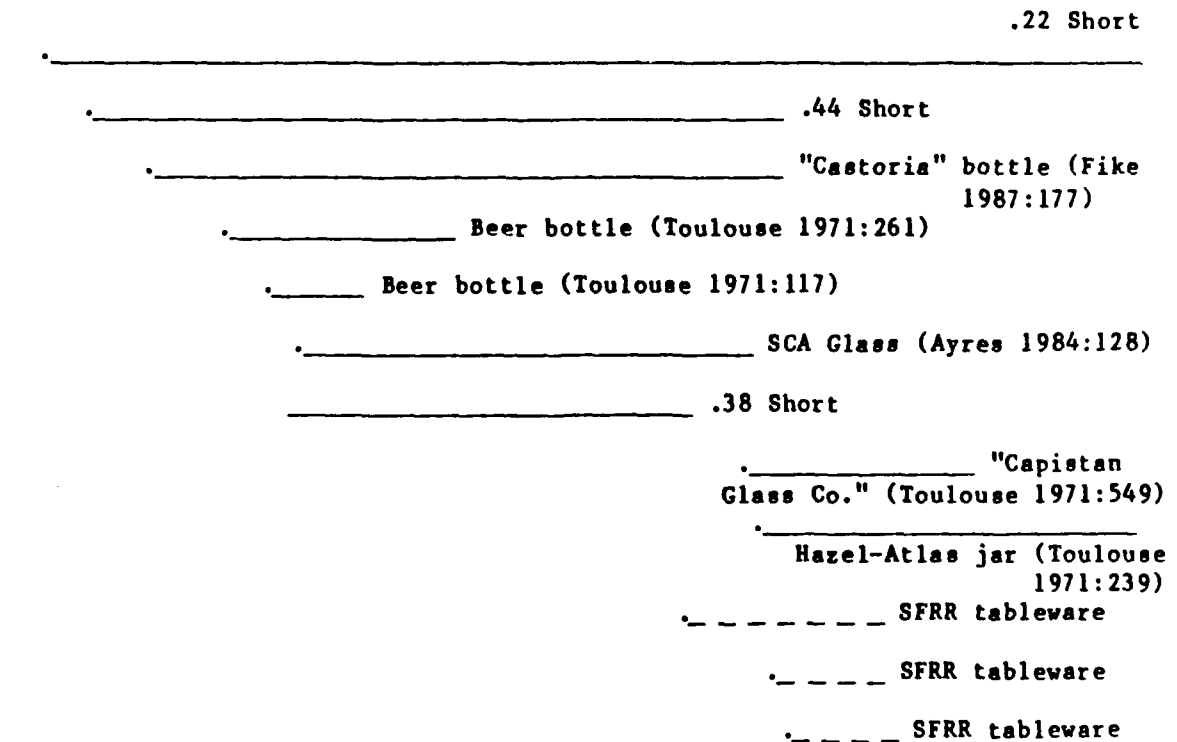 .22 Short
.44 Short
"Castoria" bottle (Fike
1987:177)
Beer bottle (Toulouse 1971:261)
Beer bottle (Toulouse 1971:117)
SCA Glass (Ayres 1984:128)
.38 Short
"Capistan
Glass Co." (Toulouse 1971:549)
Hazel-Atlas jar (Toulouse
1971:239)
SFRR tableware
SFRR tableware
SFRR tableware